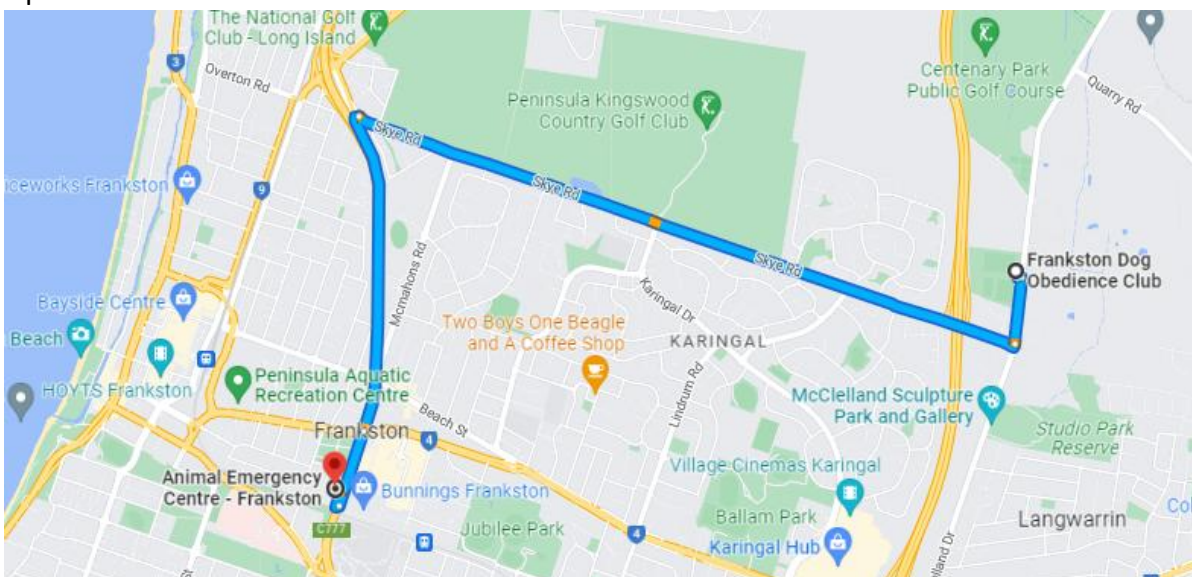 The National Golf
Club - Long Island
3
4
Overton Rd
Centenary Park
Public Golf Course
Quarry Rd
Peninsula Kingswood
Country Golf Club
Skye Rd
iceworks Frankston
9
Skye Rd
Skye Rd
Frankston Dog
Obedience Club
Mcmahons Rd
Karingal Dr
Bayside Centre
Two Boys One Beagle
and A Coffee Shop
KARINGAL
Beach
HOYTS Frankston
Peninsula Aquatic
Recreation Centre
Lindrum Rd
McClelland Sculpture
Park and Gallery
Beach St
Frankston
4
Studio Park
Reserve
Animal Emergency
Centre - Frankston
Bunnings Frankston
Village Cinemas Karingal
C777
Jubilee Park
Ballam Park
4
Karingal Hub
Langwarrin
Co
olland Dr